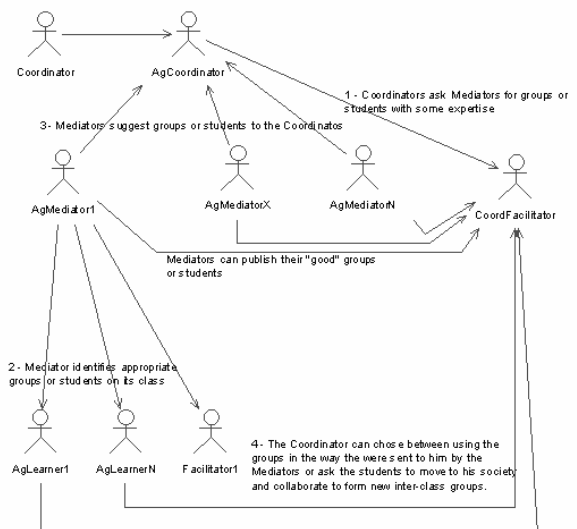 Coordinator
AgCoordinator
1 - Coordinators ask Mediators for groups or
students with some expertise
3- Mediators suggest groups or students to the Coordinatos
AgMediator1
AgMediatorX
AgMediatorN
CoordFacilitator
Mediators can publish their "good" groups
or students
2 - Mediator identifies appropriate
groups or students on its class
AgLearner1
AgLearnerN
Facilitator1
4- The Coordinator can chose between using the
groups in the way the were sent to him by the
Mediators or ask the students to move to his society
and collaborate to form new inter-class groups.